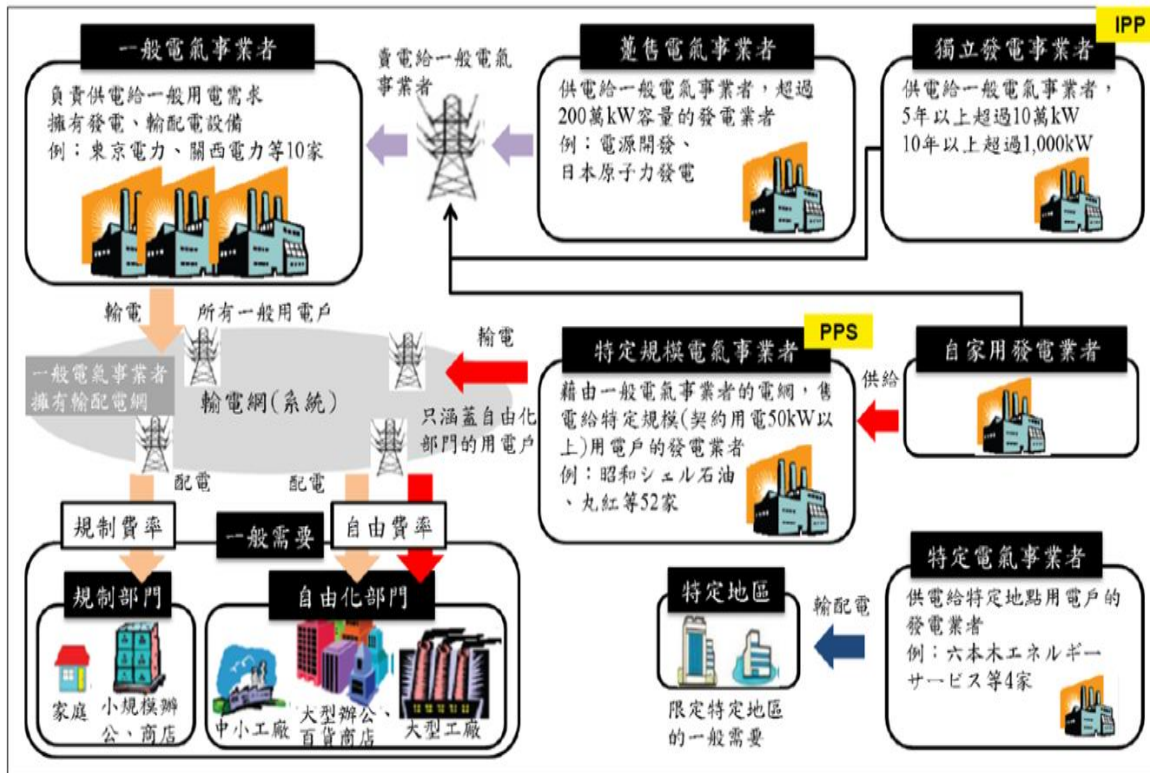 一般電氣事業者
負責供電給一般用電需求
擁有發電、輸配電設備
例：東京電力、關西電力等10家
賣電給一般電氣
事業者
躉售電氣事業者
供電給一般電氣事業者，超過
200萬kW容量的發電業者
例：電源開發、
日本原子力發電
IPP
獨立發電事業者
供電給一般電氣事業者，
5年以上超過10萬kW
10年以上超過1,000kW
輸電
所有一般用電戶
一般電氣事業者
擁有輸配電網
輸電網(系統)
輸電
只涵蓋自由化
部門的用電戶
PPS
特定規模電氣事業者
藉由一般電氣事業者的電網，售
電給特定規模(契約用電50kW以
上)用電戶的發電業者
例：昭和シェル石油
、丸紅等52家
供給
自家用發電業者
配電
配電
規制費率
自由費率
一般需要
規制部門
家庭
小規模辦
公、商店
自由化部門
中小工廠
大型辦公、
百貨商店
大型工廠
特定地區
限定特定地區
的一般需要
輸配電
特定電氣事業者
供電給特定地點用電戶的
發電業者
例：六本木エネルギー
サービス等4家